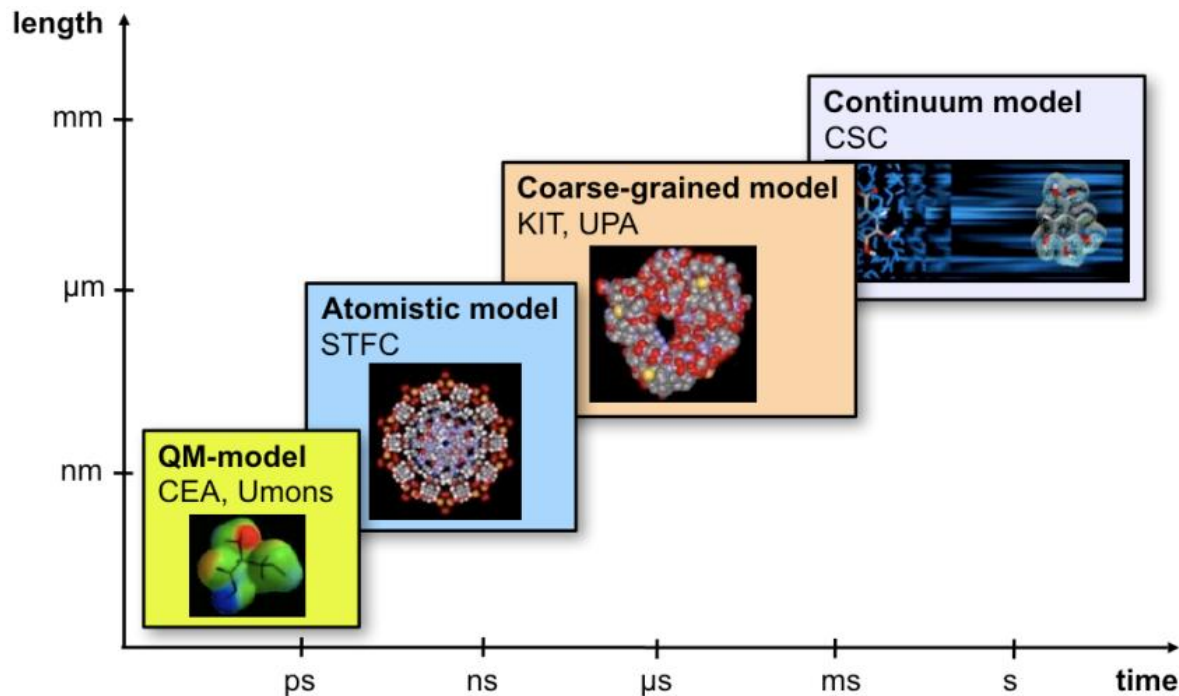 length
mm
Continuum model
CSC
Coarse-grained model
KIT, UPA
µm
Atomistic model
STFC
nm
QM-model
CEA, Umons
ps ns µs ms s time